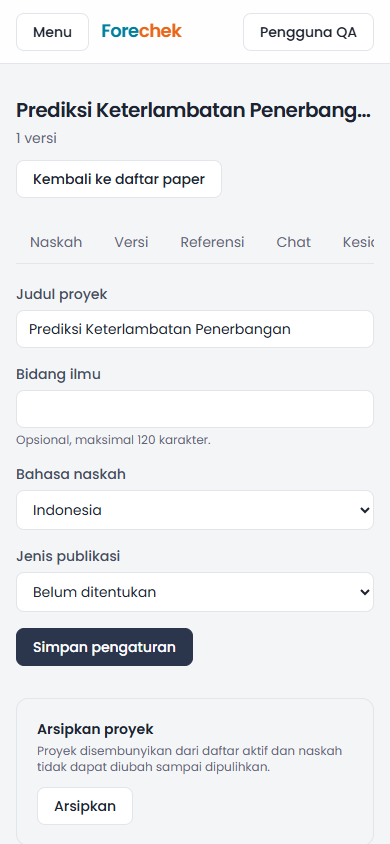 Menu
Forechek
Pengguna QA
Prediksi Keterlambatan Penerbang...
1 versi
Kembali ke daftar paper
Naskah
Versi
Referensi
Chat
Kesia
Judul proyek
Prediksi Keterlambatan Penerbangan
Bidang ilmu
Opsional, maksimal 120 karakter.
Bahasa naskah
Indonesia
Jenis publikasi
Belum ditentukan
Simpan pengaturan
Arsipkan proyek
Proyek disembunyikan dari daftar aktif dan naskah
tidak dapat diubah sampai dipulihkan.
Arsipkan